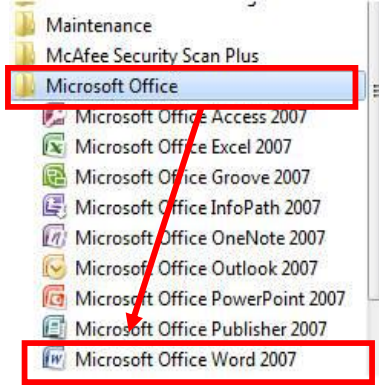 Maintenance
McAfee Security Scan Plus
Microsoft Office
Microsoft Office Access 2007
Microsoft Office Excel 2007
Microsoft Office Groove 2007
Microsoft Office InfoPath 2007
Microsoft Office OneNote 2007
Microsoft Office Outlook 2007
Microsoft Office PowerPoint 2007
Microsoft Office Publisher 2007
Microsoft Office Word 2007